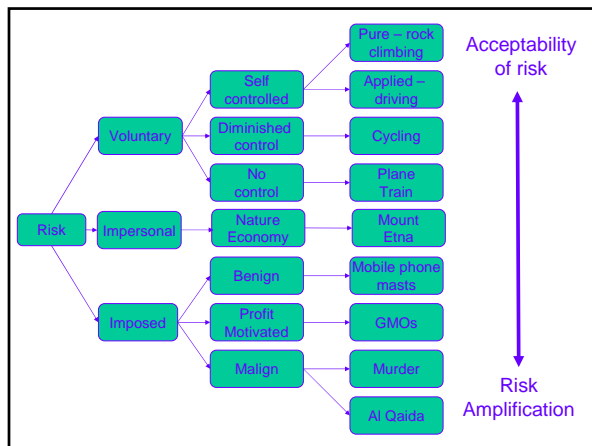 Pure – rock
climbing
Acceptability
of risk
Self
controlled
Applied –
driving
Voluntary
Diminished
control
Cycling
No
control
Plane
Train
Risk
Impersonal
Nature
Economy
Mount
Etna
Benign
Mobile phone
masts
Imposed
Profit
Motivated
GMOs
Malign
Murder
Risk
Amplification
Al Qaida